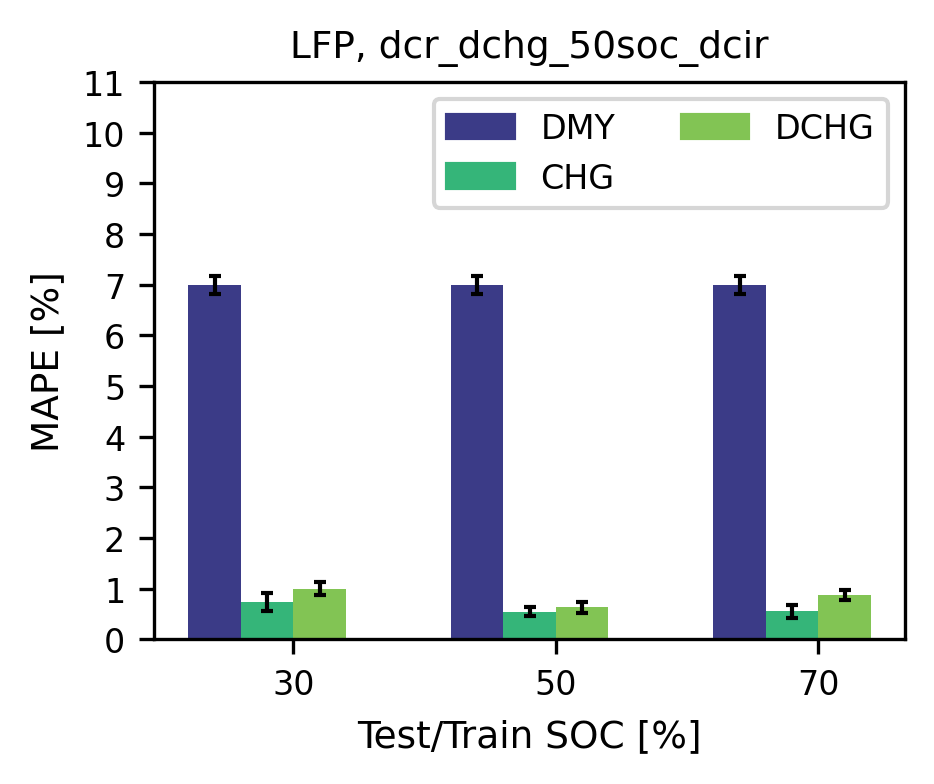 LFP, dcr_dchg_50soc_dcir
DMY
CHG
DCHG
MAPE [%]
11
10
9
8
7
6
5
4
3
2
1
0
30 50 70
Test/Train SOC [%]